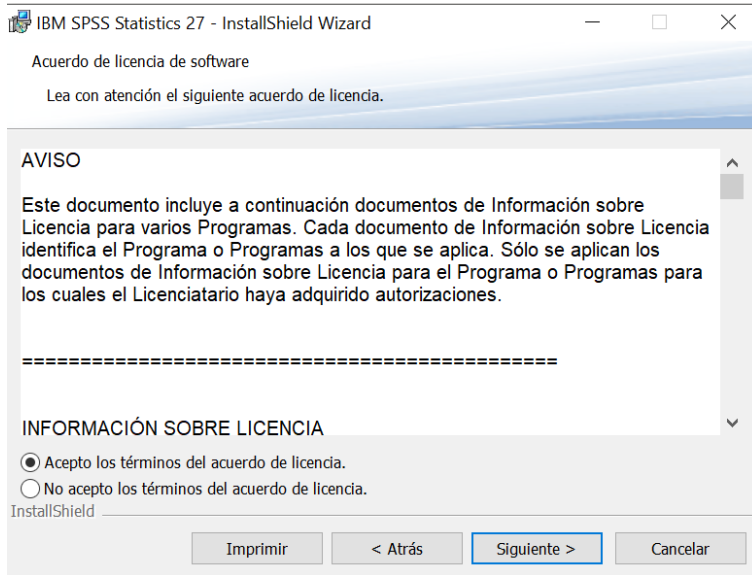 IBM SPSS Statistics 27 - InstallShield Wizard
Acuerdo de licencia de software
Lea con atención el siguiente acuerdo de licencia.
AVISO
Este documento incluye a continuación documentos de Información sobre
Licencia para varios Programas. Cada documento de Información sobre Licencia
identifica el Programa o Programas a los que se aplica. Sólo se aplican los
documentos de Información sobre Licencia para el Programa o Programas para
los cuales el Licenciatario haya adquirido autorizaciones.
==============================================
INFORMACIÓN SOBRE LICENCIA
Acepto los términos del acuerdo de licencia.
No acepto los términos del acuerdo de licencia.
InstallShield
Imprimir < Atrás Siguiente > Cancelar